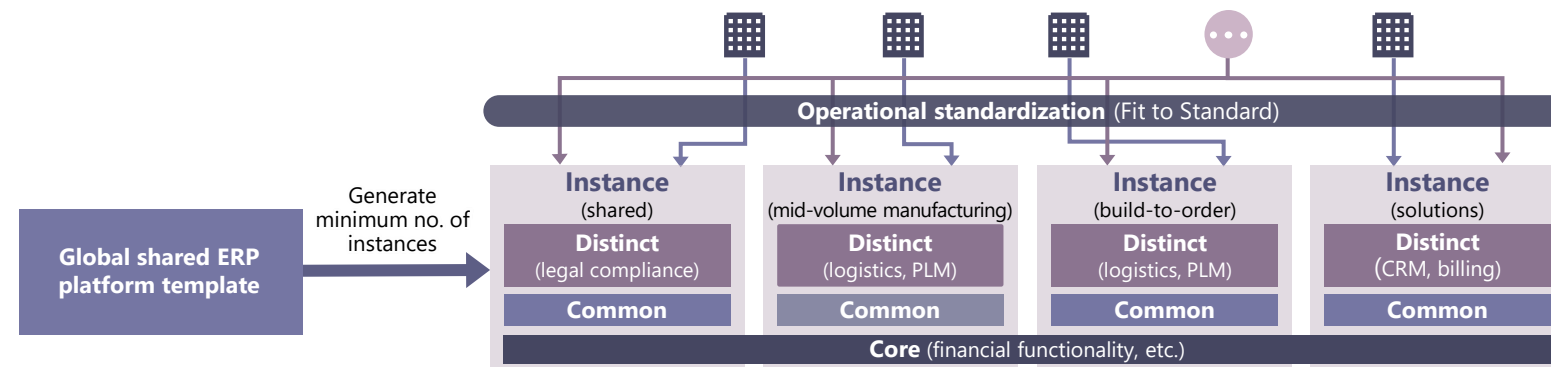 Operational standardization (Fit to Standard)
Global shared ERP
platform template
Generate
minimum no. of
instances
Instance
(shared)
Distinct
(legal compliance)
Common
Instance
(mid-volume manufacturing)
Distinct
(logistics, PLM)
Common
Instance
(build-to-order)
Distinct
(logistics, PLM)
Common
Instance
(solutions)
Distinct
(CRM, billing)
Common
Core (financial functionality, etc.)